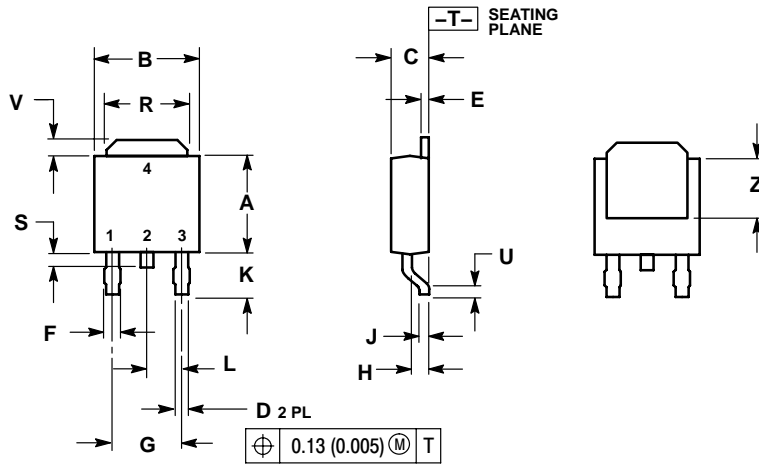 –T–
SEATING
PLANE
B
C
V
R
E
4
Z
A
S
1 2 3
U
K
F
J
L
H
D 2 PL
G
⌖ 0.13 (0.005) Ⓜ T